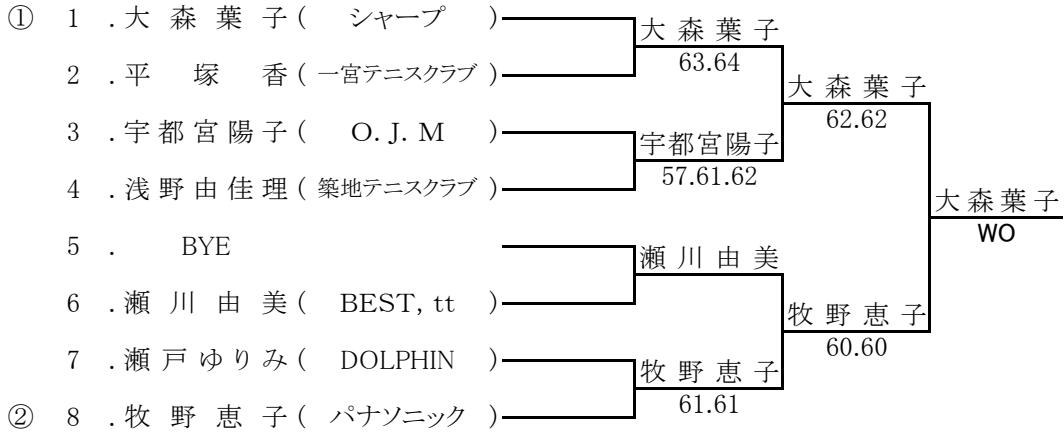 ① 1 .大森葉子( シャープ )
大森葉子
63.64
2 .平塚香( 一宮テニスクラブ )
大森葉子
62.62
3 .宇都宮陽子( O.J.M )
宇都宮陽子
57.61.62
4 .浅野由佳理( 築地テニスクラブ )
大森葉子
WO
5 . BYE
瀬川由美
6 .瀬川由美( BEST, tt )
牧野恵子
60.60
7 .瀬戸ゆりみ( DOLPHIN )
牧野恵子
61.61
② 8 .牧野恵子( パナソニック )